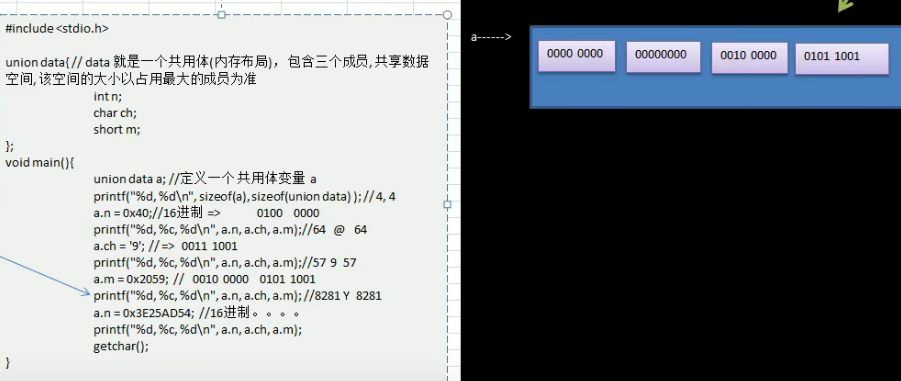 #include <stdio.h>
union data{ // data 就是一个共用体(内存布局)，包含三个成员, 共享数据
空间, 该空间的大小以占用最大的成员为准
int n;
char ch;
short m;
};
void main(){
union data a; //定义一个 共用体变量 a
printf("%d, %d\n", sizeof(a), sizeof(union data) ); // 4, 4
a.n = 0x40;//16进制 => 0100 0000
printf("%d, %c, %d\n", a.n, a.ch, a.m);//64 @ 64
a.ch = '9'; // => 0011 1001
printf("%d, %c, %d\n", a.n, a.ch, a.m);//57 9 57
a.m = 0x2059; // 0010 0000 0101 1001
printf("%d, %c, %d\n", a.n, a.ch, a.m); //8281 Y 8281
a.n = 0x3E25AD54; //16进制。。。。
printf("%d, %c, %d\n", a.n, a.ch, a.m);
getchar();
}
a------>
0000 0000
00000000
0010 0000
0101 1001